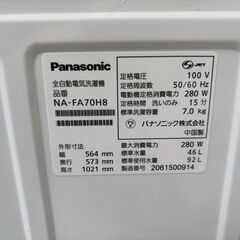 Panasonic
JET
全自動電気洗濯機
品番
NA-FA70H8
定格電圧 100 V
定格周波数 50/60 Hz
電動機定格消費電力 280 W
定格時間 洗いのみ 15 分
標準洗濯容量 7.0 kg
パナソニック株式会社
中国製
外形寸法
幅 564 mm
奥行 573 mm
高さ 1021 mm
最大消費電力 280 W
標準水量 46 L
標準使用水量 92 L
製造番号 2061500914